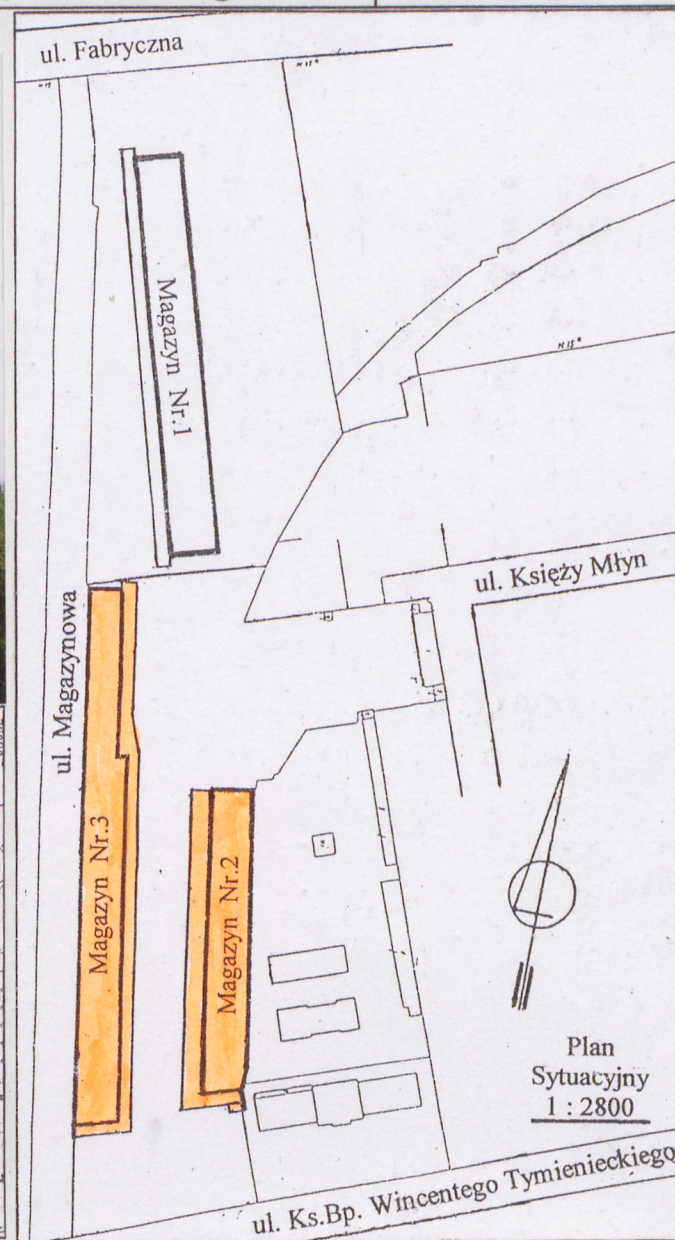 ul. Fabryczna
Magazyn Nr.1
ul. Księży Młyn
ul. Magazynowa
Magazyn Nr.3
Magazyn Nr.2
Plan
Sytuacyjny
1 : 2800
ul. Ks.Bp. Wincentego Tymienieckiego